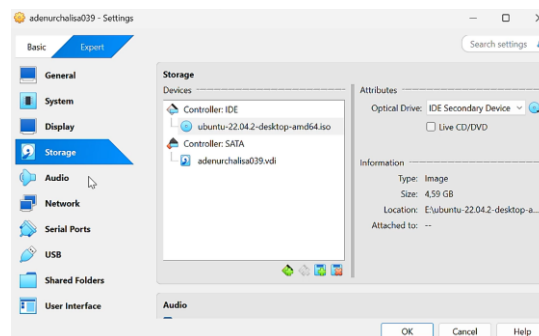 adenurchalisa039 - Settings
Basic
Expert
Search settings
General
System
Display
Storage
Audio
Network
Serial Ports
USB
Shared Folders
User Interface
Storage
Devices
Controller: IDE
ubuntu-22.04.2-desktop-amd64.iso
Controller: SATA
adenurchalisa039.vdi
Attributes
Optical Drive: IDE Secondary Device
Live CD/DVD
Information
Type: Image
Size: 4,59 GB
Location: E:\ubuntu-22.04.2-desktop-a...
Attached to: --
Audio
OK
Cancel
Help